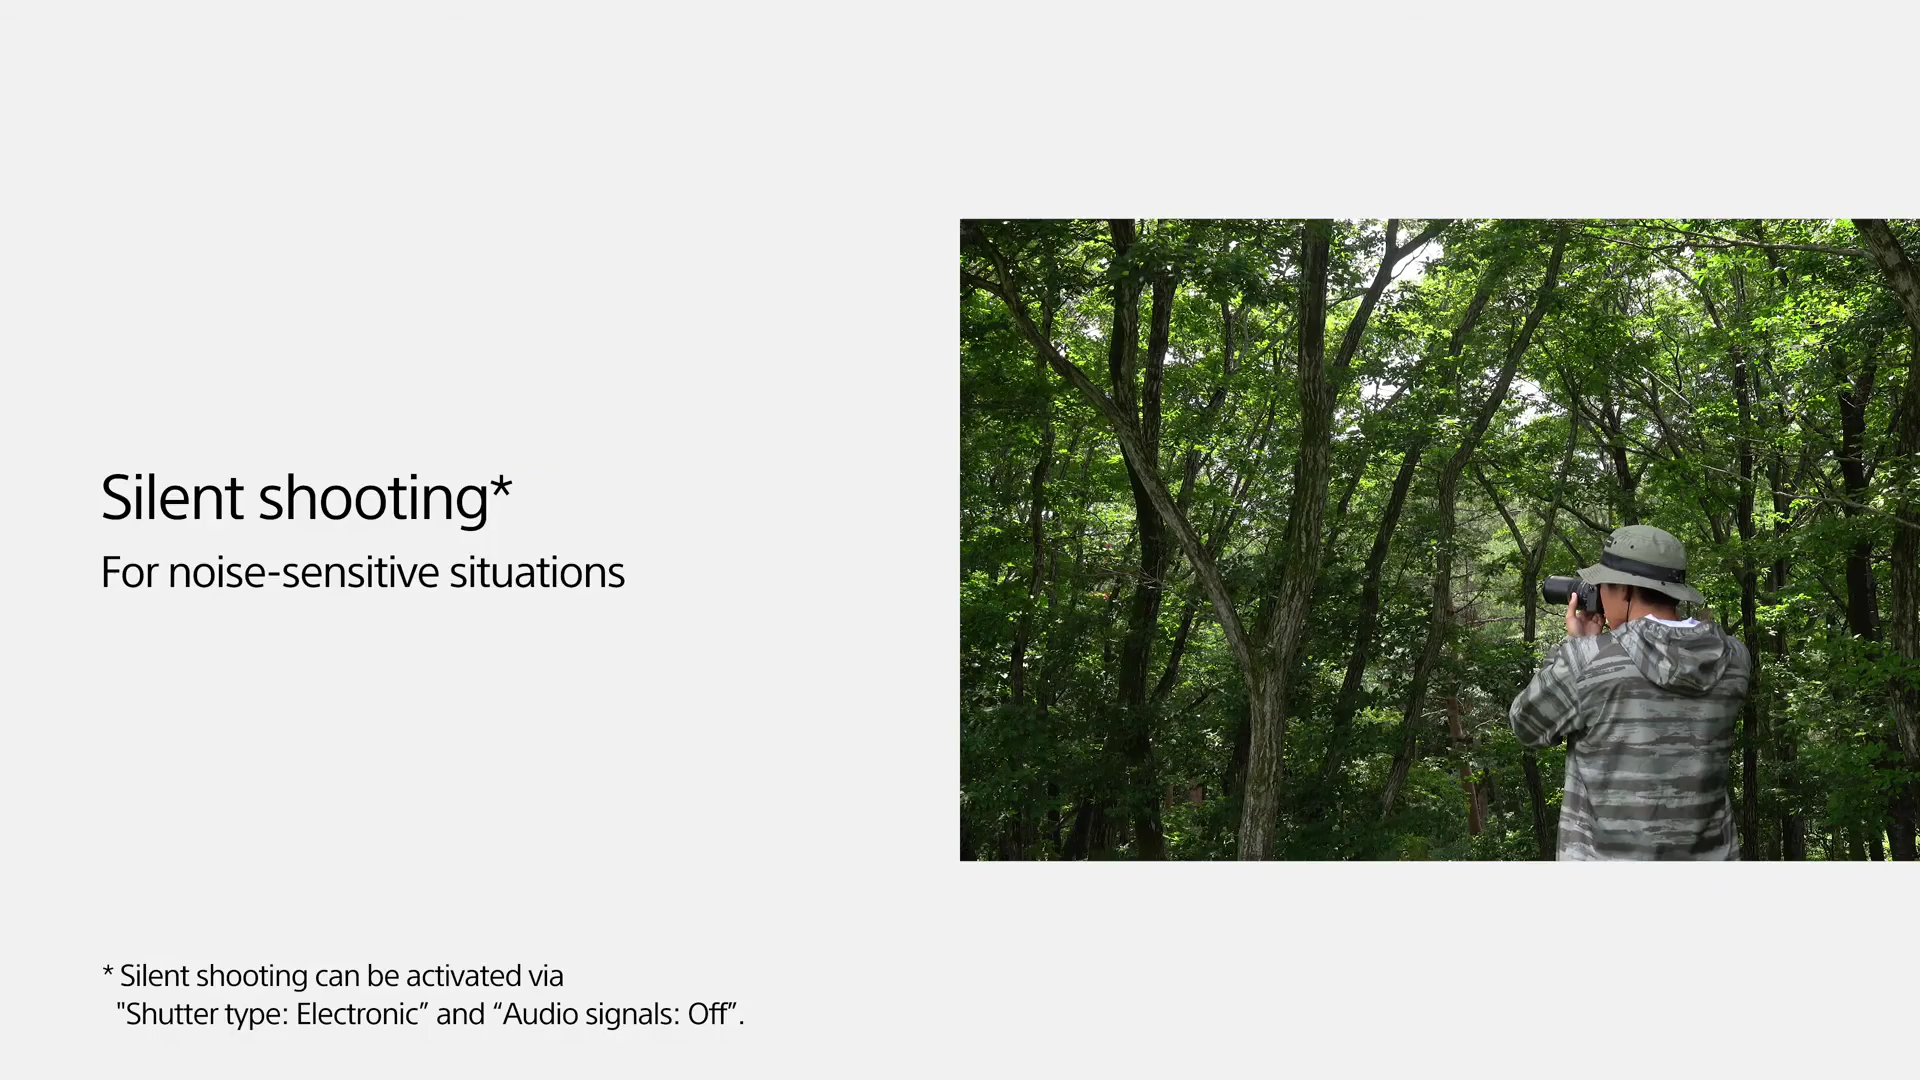 Silent shooting*
For noise-sensitive situations
* Silent shooting can be activated via
"Shutter type: Electronic” and “Audio signals: Off”.